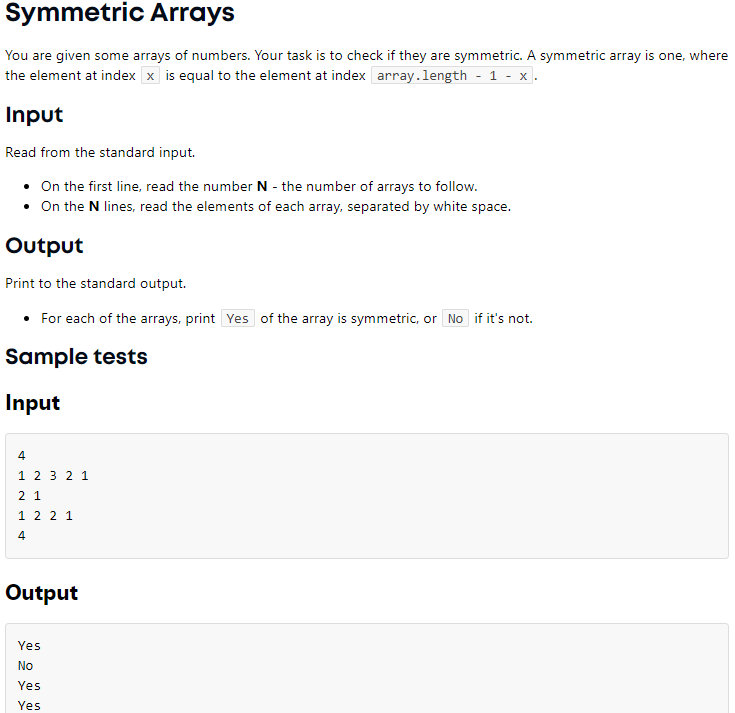 Symmetric Arrays
You are given some arrays of numbers. Your task is to check if they are symmetric. A symmetric array is one, where
the element at index x is equal to the element at index array.length - 1 - x.
Input
Read from the standard input.
• On the first line, read the number N - the number of arrays to follow.
• On the N lines, read the elements of each array, separated by white space.
Output
Print to the standard output.
• For each of the arrays, print Yes of the array is symmetric, or No if it's not.
Sample tests
Input
4
1 2 3 2 1
2 1
1 2 2 1
4
Output
Yes
No
Yes
Yes